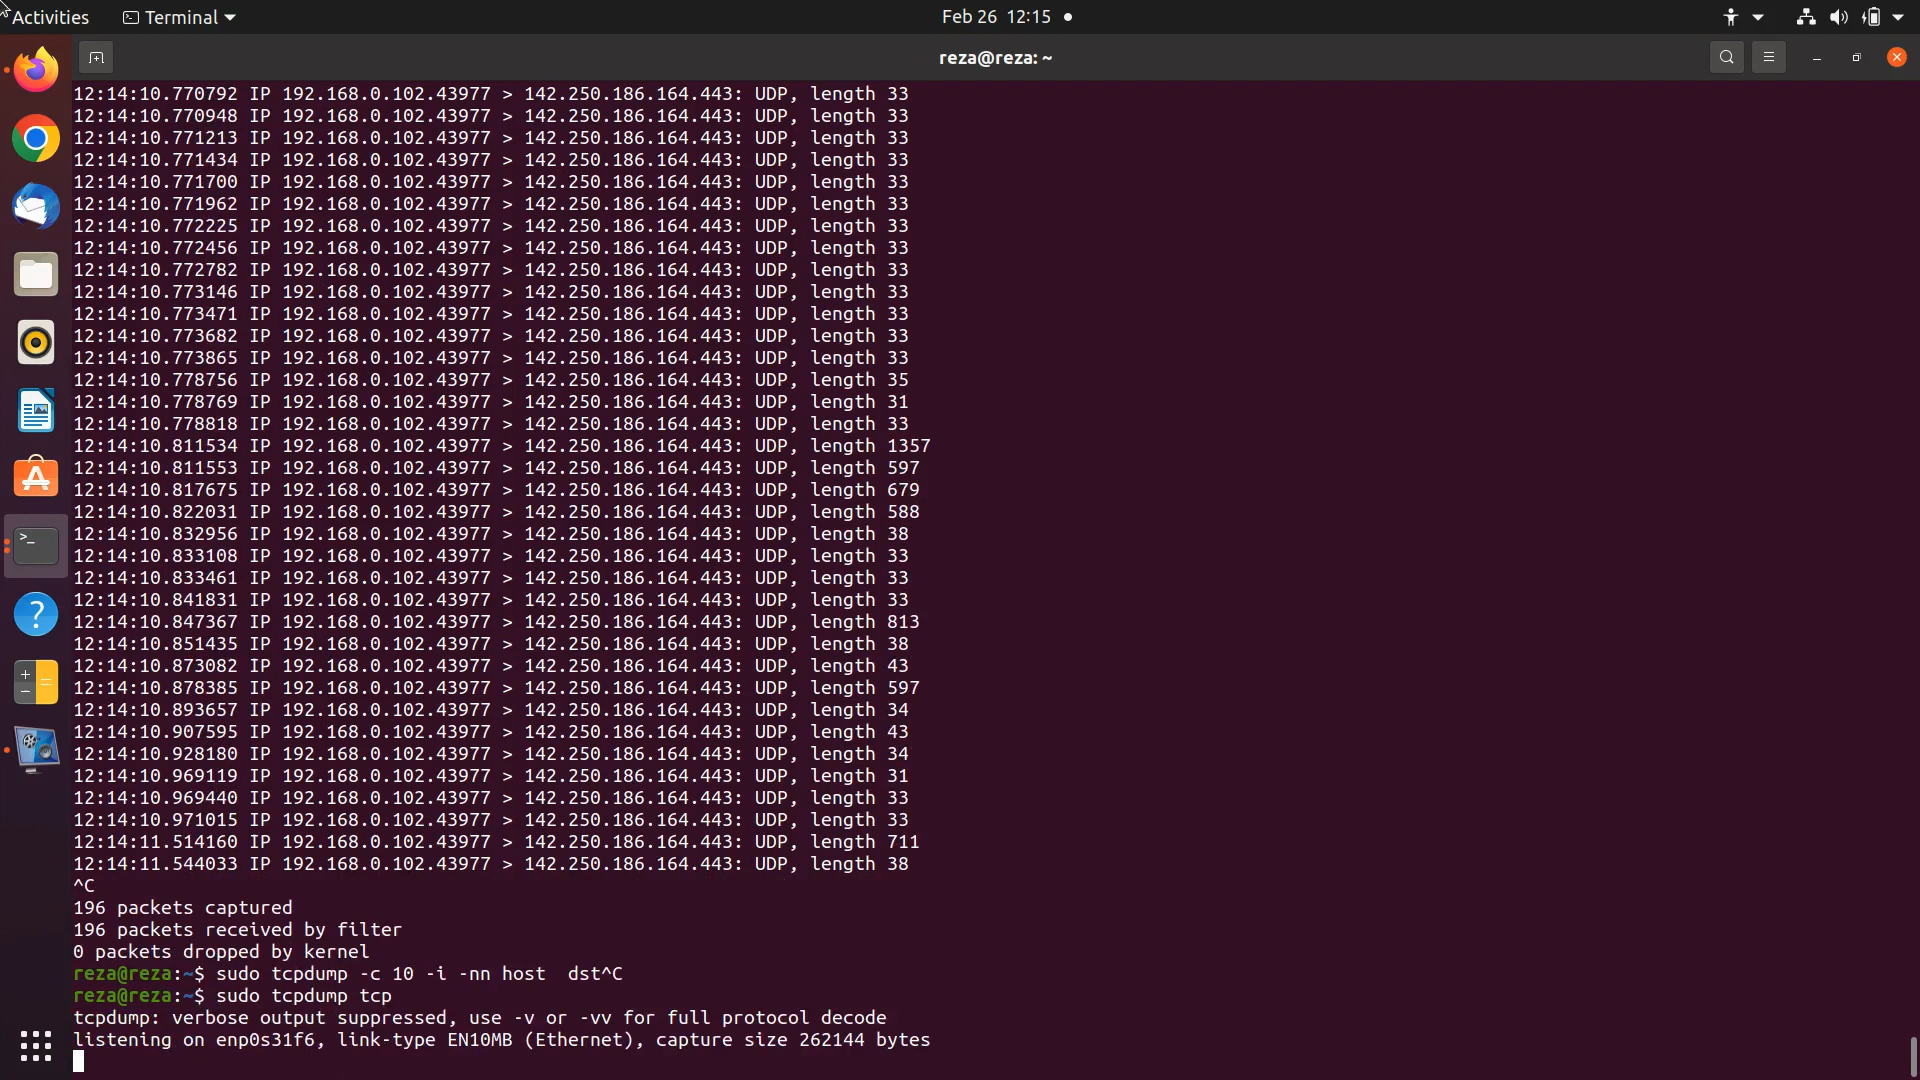 Activities
Terminal
Feb 26 12:15
reza@reza: ~
12:14:10.770792 IP 192.168.0.102.43977 > 142.250.186.164.443: UDP, length 33
12:14:10.770948 IP 192.168.0.102.43977 > 142.250.186.164.443: UDP, length 33
12:14:10.771213 IP 192.168.0.102.43977 > 142.250.186.164.443: UDP, length 33
12:14:10.771434 IP 192.168.0.102.43977 > 142.250.186.164.443: UDP, length 33
12:14:10.771700 IP 192.168.0.102.43977 > 142.250.186.164.443: UDP, length 33
12:14:10.771962 IP 192.168.0.102.43977 > 142.250.186.164.443: UDP, length 33
12:14:10.772225 IP 192.168.0.102.43977 > 142.250.186.164.443: UDP, length 33
12:14:10.772456 IP 192.168.0.102.43977 > 142.250.186.164.443: UDP, length 33
12:14:10.772782 IP 192.168.0.102.43977 > 142.250.186.164.443: UDP, length 33
12:14:10.773146 IP 192.168.0.102.43977 > 142.250.186.164.443: UDP, length 33
12:14:10.773471 IP 192.168.0.102.43977 > 142.250.186.164.443: UDP, length 33
12:14:10.773682 IP 192.168.0.102.43977 > 142.250.186.164.443: UDP, length 33
12:14:10.773865 IP 192.168.0.102.43977 > 142.250.186.164.443: UDP, length 33
12:14:10.778756 IP 192.168.0.102.43977 > 142.250.186.164.443: UDP, length 35
12:14:10.778769 IP 192.168.0.102.43977 > 142.250.186.164.443: UDP, length 31
12:14:10.778818 IP 192.168.0.102.43977 > 142.250.186.164.443: UDP, length 33
12:14:10.811534 IP 192.168.0.102.43977 > 142.250.186.164.443: UDP, length 1357
12:14:10.811553 IP 192.168.0.102.43977 > 142.250.186.164.443: UDP, length 597
12:14:10.817675 IP 192.168.0.102.43977 > 142.250.186.164.443: UDP, length 679
12:14:10.822031 IP 192.168.0.102.43977 > 142.250.186.164.443: UDP, length 588
12:14:10.832956 IP 192.168.0.102.43977 > 142.250.186.164.443: UDP, length 38
12:14:10.833108 IP 192.168.0.102.43977 > 142.250.186.164.443: UDP, length 33
12:14:10.833461 IP 192.168.0.102.43977 > 142.250.186.164.443: UDP, length 33
12:14:10.841831 IP 192.168.0.102.43977 > 142.250.186.164.443: UDP, length 33
12:14:10.847367 IP 192.168.0.102.43977 > 142.250.186.164.443: UDP, length 813
12:14:10.851435 IP 192.168.0.102.43977 > 142.250.186.164.443: UDP, length 38
12:14:10.873082 IP 192.168.0.102.43977 > 142.250.186.164.443: UDP, length 43
12:14:10.878385 IP 192.168.0.102.43977 > 142.250.186.164.443: UDP, length 597
12:14:10.893657 IP 192.168.0.102.43977 > 142.250.186.164.443: UDP, length 34
12:14:10.907595 IP 192.168.0.102.43977 > 142.250.186.164.443: UDP, length 43
12:14:10.928180 IP 192.168.0.102.43977 > 142.250.186.164.443: UDP, length 34
12:14:10.969119 IP 192.168.0.102.43977 > 142.250.186.164.443: UDP, length 31
12:14:10.969440 IP 192.168.0.102.43977 > 142.250.186.164.443: UDP, length 33
12:14:10.971015 IP 192.168.0.102.43977 > 142.250.186.164.443: UDP, length 33
12:14:11.514160 IP 192.168.0.102.43977 > 142.250.186.164.443: UDP, length 711
12:14:11.544033 IP 192.168.0.102.43977 > 142.250.186.164.443: UDP, length 38
^C
196 packets captured
196 packets received by filter
0 packets dropped by kernel
reza@reza:~$ sudo tcpdump -c 10 -i -nn host  dst^C
reza@reza:~$ sudo tcpdump tcp
tcpdump: verbose output suppressed, use -v or -vv for full protocol decode
listening on enp0s31f6, link-type EN10MB (Ethernet), capture size 262144 bytes